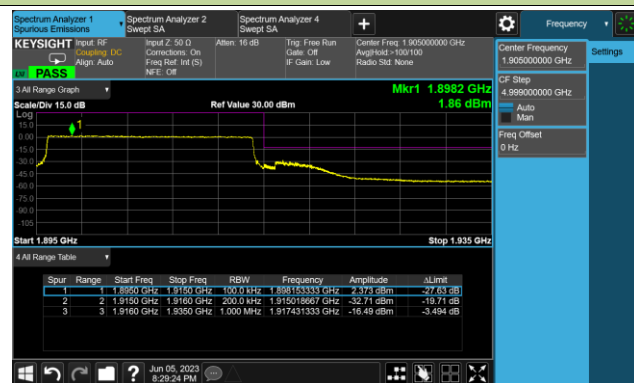 Spectrum Analyzer 1
Spurious Emissions
Spectrum Analyzer 2
Swept SA
Spectrum Analyzer 4
Swept SA
+
Frequency
KEYSIGHT
Input: RF
Coupling: DC
Align: Auto
Input Z: 50 Ω
Corrections: On
Freq Ref: Int (S)
NFE: Off
Atten: 16 dB
Trig: Free Run
Gate: Off
IF Gain: Low
Center Freq: 1.905000000 GHz
Avg|Hold:>100/100
Radio Std: None
PASS
Center Frequency
1.905000000 GHz
Settings
CF Step
4.999000000 GHz
Auto
Man
Freq Offset
0 Hz
3 All Range Graph
Mkr1 1.8982 GHz
1.86 dBm
Scale/Div 15.0 dB
Ref Value 30.00 dBm
Log
15.0
0.00
-15.0
-30.0
-45.0
-60.0
-75.0
-90.0
-105
1
Start 1.895 GHz
Stop 1.935 GHz
4 All Range Table
Spur Range Start Freq Stop Freq RBW Frequency Amplitude ΔLimit
1 1 1.8950 GHz 1.9150 GHz 100.0 kHz 1.898153333 GHz 2.373 dBm -27.63 dB
2 2 1.9150 GHz 1.9160 GHz 200.0 kHz 1.915018667 GHz -32.71 dBm -19.71 dB
3 3 1.9160 GHz 1.9350 GHz 1.000 MHz 1.917431333 GHz -16.49 dBm -3.494 dB
?
Jun 05, 2023
8:29:24 PM